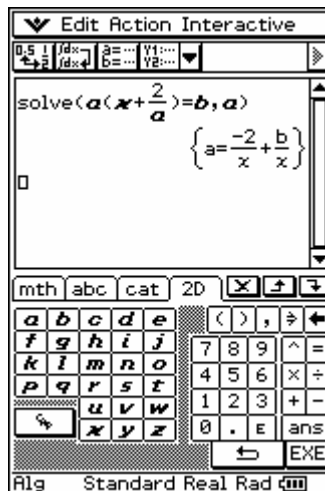 Edit Action Interactive
solve(a(x+2/a)=b,a)
{a=-2/x+b/x}
mth abc cat 2D
a b c d e ( ) ,
f g h i j 7 8 9 ^ =
k l m n o 4 5 6 × ÷
p q r s t 1 2 3 + -
u v w 0 . E ans
x y z EXE
Alg Standard Real Rad